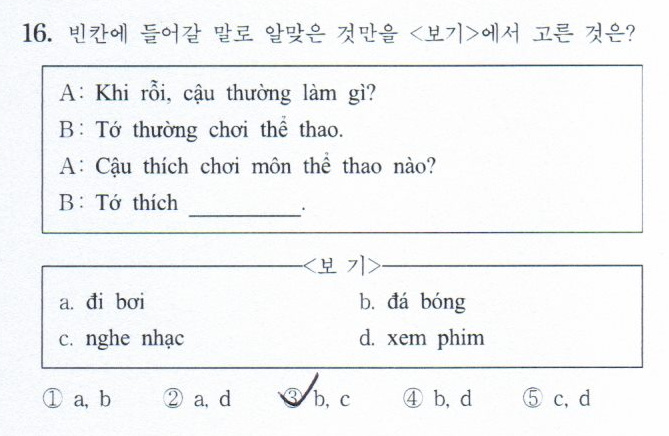 16. 빈칸에 들어갈 말로 알맞은 것만을 <보기>에서 고른 것은?
A: Khi rỗi, cậu thường làm gì?
B: Tớ thường chơi thể thao.
A: Cậu thích chơi môn thể thao nào?
B: Tớ thích __________.
<보 기>
a. đi bơi b. đá bóng
c. nghe nhạc d. xem phim
① a, b ② a, d ③ b, c ④ b, d ⑤ c, d